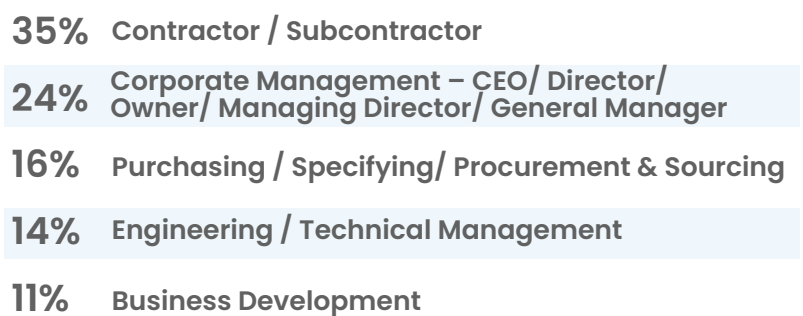 35% Contractor / Subcontractor
24% Corporate Management – CEO/ Director/
Owner/ Managing Director/ General Manager
16% Purchasing / Specifying/ Procurement & Sourcing
14% Engineering / Technical Management
11% Business Development